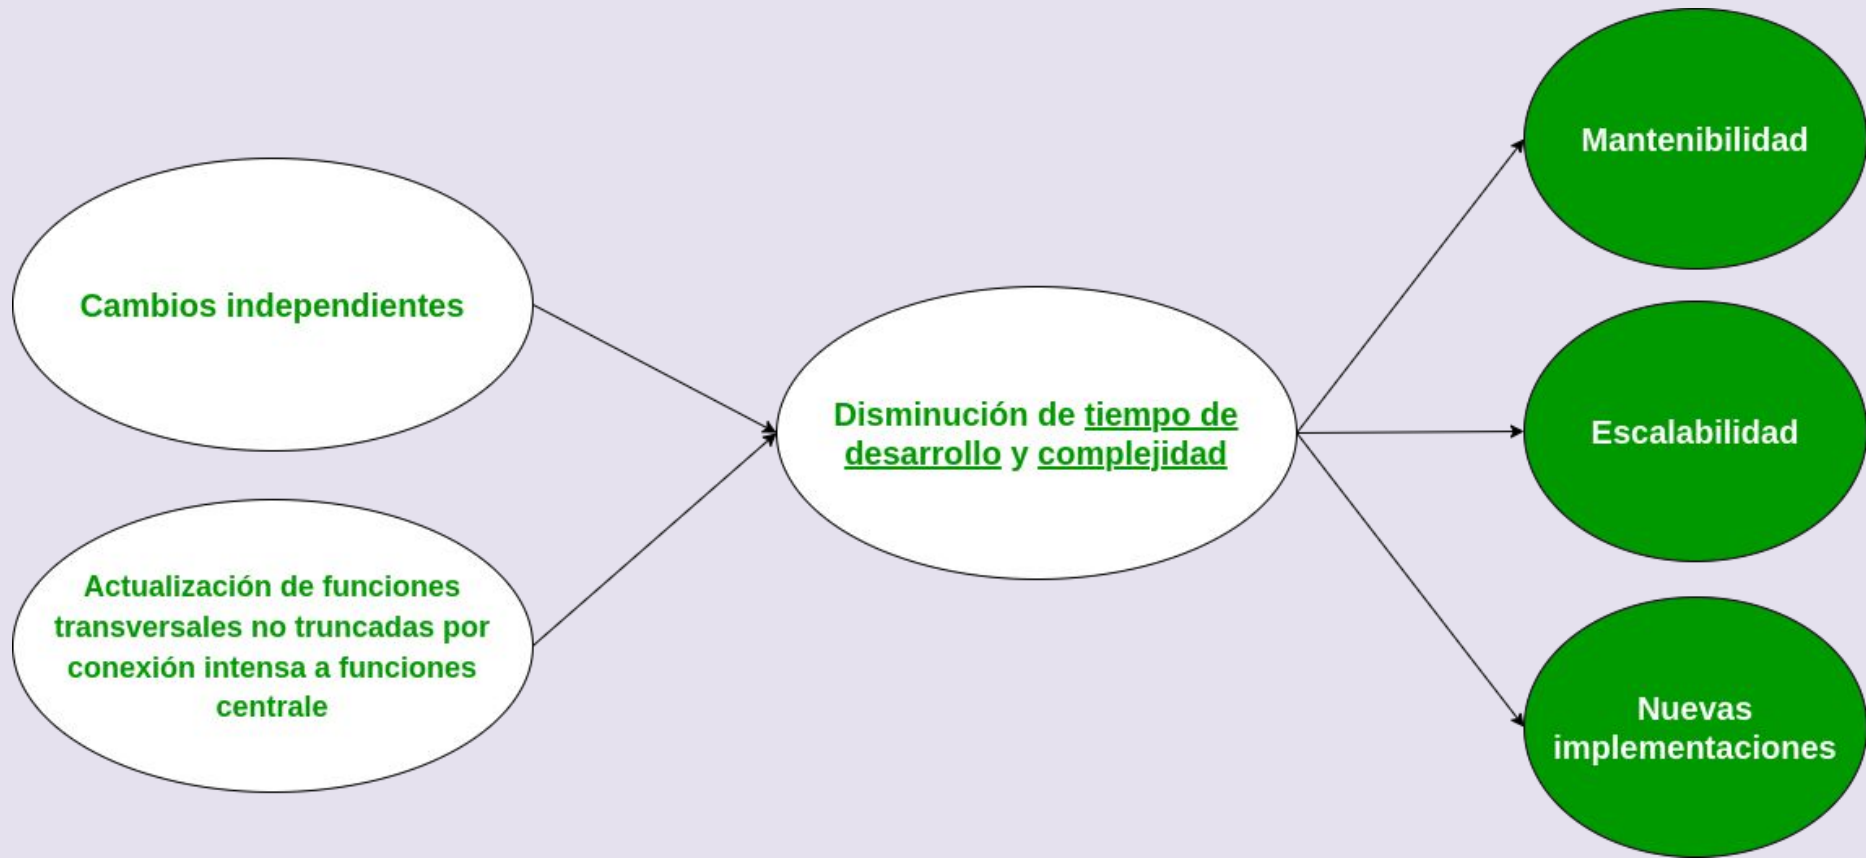 Cambios independientes
Actualización de funciones
transversales no truncadas por
conexión intensa a funciones
centrale
Disminución de tiempo de
desarrollo y complejidad
Mantenibilidad
Escalabilidad
Nuevas
implementaciones